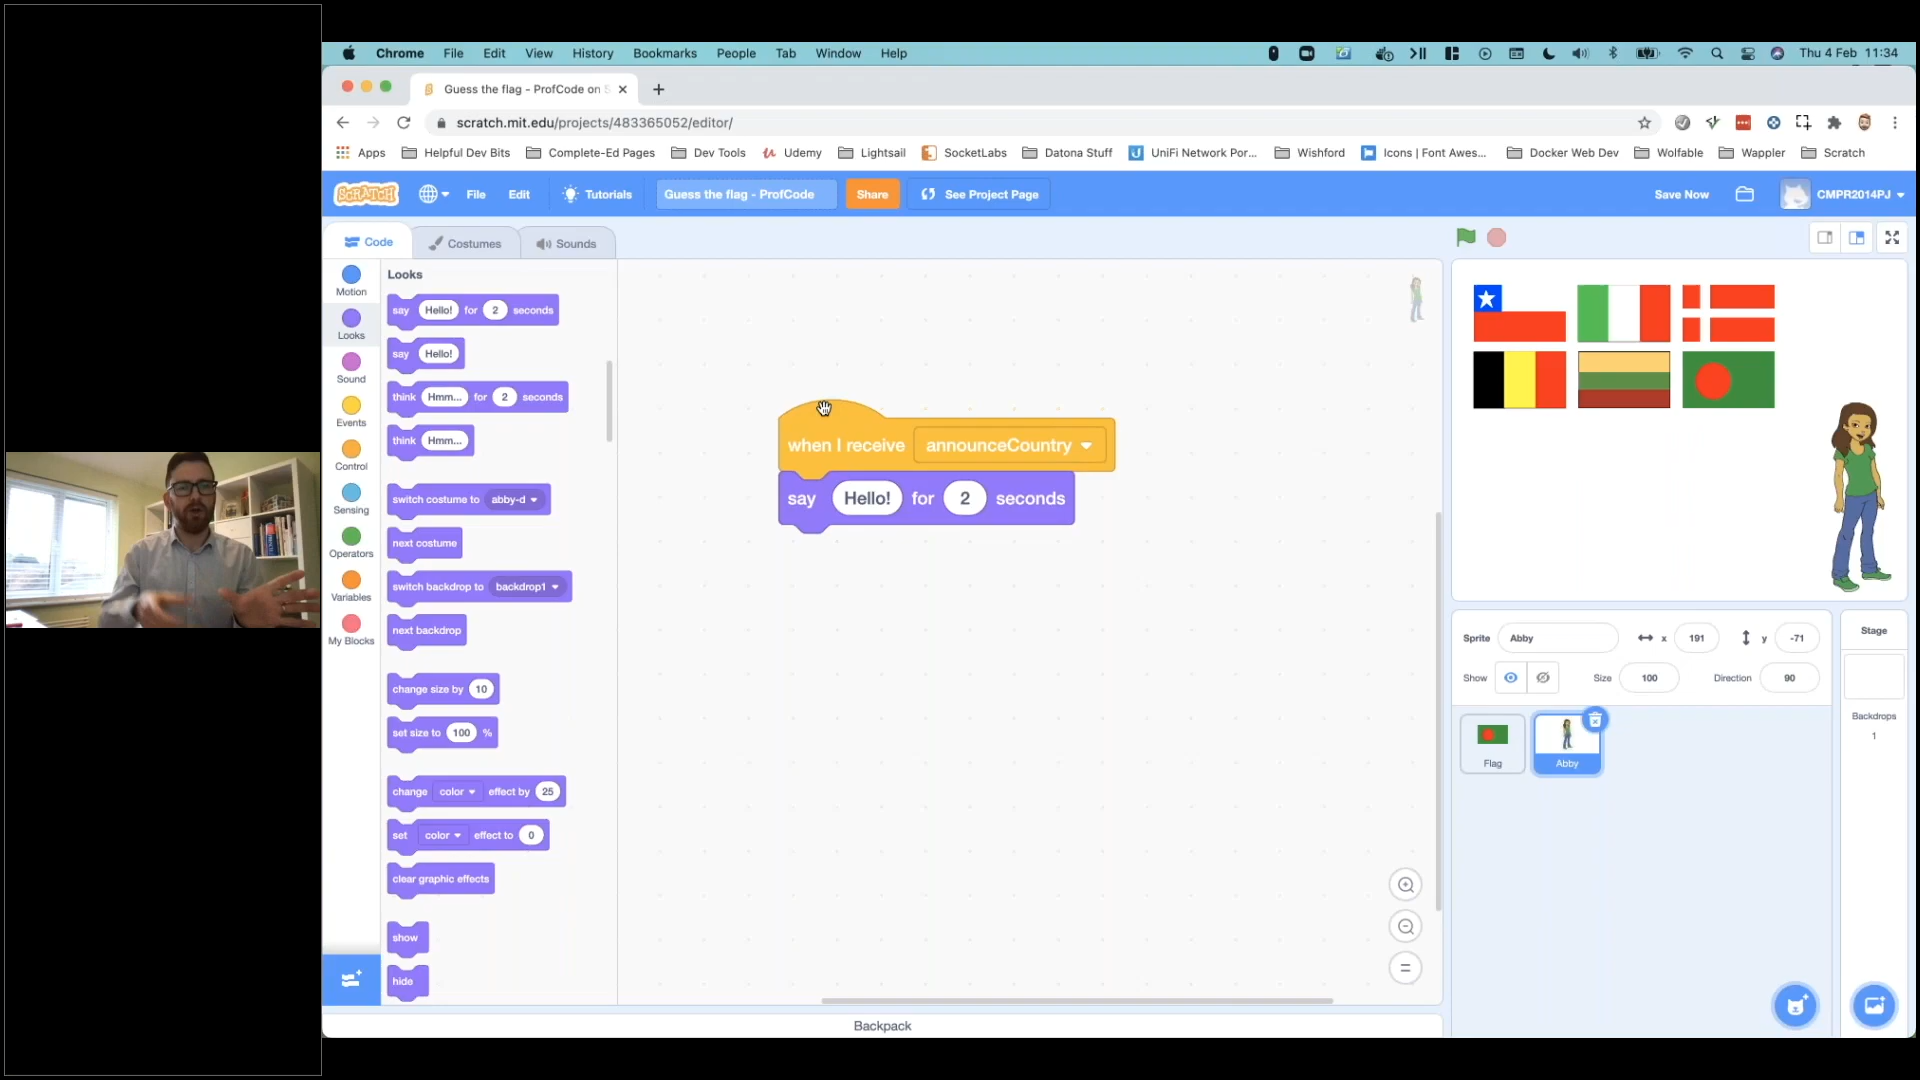 Chrome File Edit View History Bookmarks People Tab Window Help Thu 4 Feb 11:34
Guess the flag - ProfCode on S
scratch.mit.edu/projects/483365052/editor/
Apps Helpful Dev Bits Complete-Ed Pages Dev Tools Udemy Lightsail SocketLabs Datona Stuff UniFi Network Por... Wishford Icons | Font Awes... Docker Web Dev Wolfable Wappler Scratch
SCRATCH File Edit Tutorials Guess the flag - ProfCode Share See Project Page Save Now CMPR2014PJ
Code Costumes Sounds
Motion
Looks
Sound
Events
Control
Sensing
Operators
Variables
My Blocks
Looks
say Hello! for 2 seconds
say Hello!
think Hmm... for 2 seconds
think Hmm...
switch costume to abby-d
next costume
switch backdrop to backdrop1
next backdrop
change size by 10
set size to 100 %
change color effect by 25
set color effect to 0
clear graphic effects
show
hide
when I receive announceCountry
say Hello! for 2 seconds
Backpack
Sprite Abby x 191 y -71
Show Size 100 Direction 90
Flag Abby
Stage
Backdrops
1